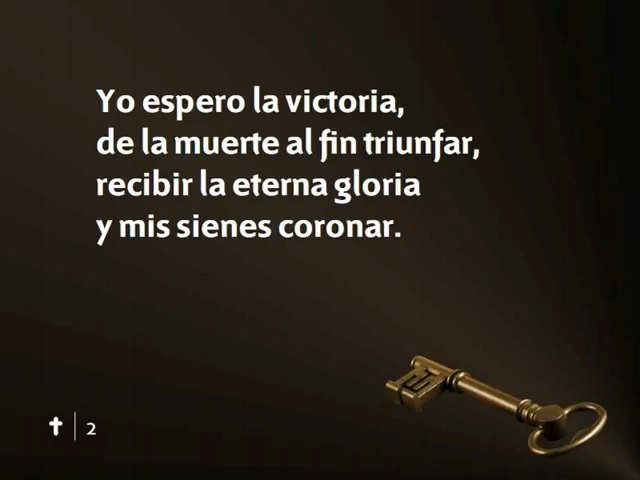 Yo espero la victoria,
de la muerte al fin triunfar,
recibir la eterna gloria
y mis sienes coronar.
2